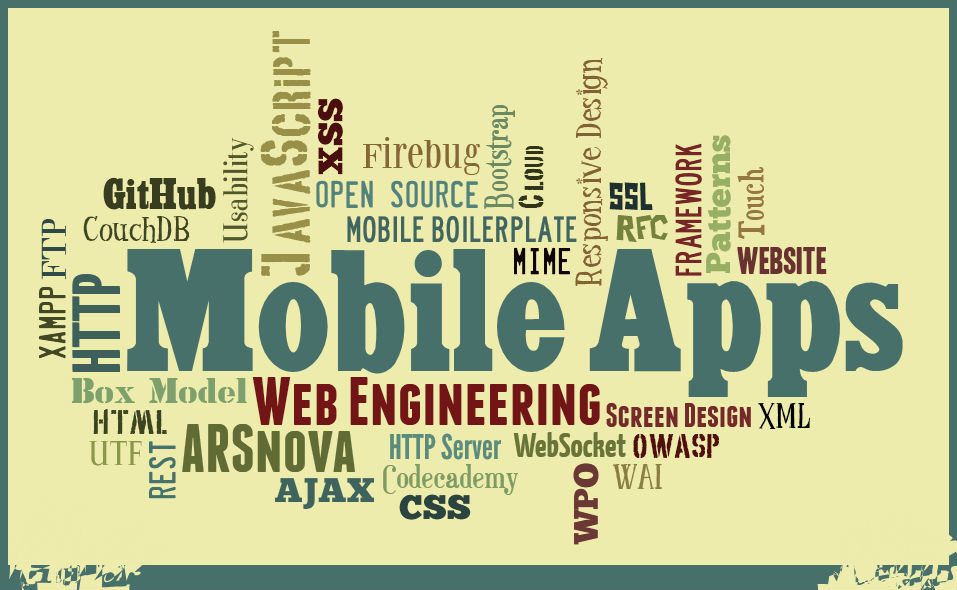 JAVASCRiPT
XSS
Firebug
Bootstrap
Cloud
Responsive Design
GitHub
Usability
OPEN SOURCE
SSL
FRAMEWORK
Patterns
Touch
CouchDB
MOBILE BOILERPLATE
RFC
FTP
MIME
WEBSITE
XAMPP
HTTP
Mobile Apps
Box Model
Web Engineering
Screen Design
XML
HTML
UTF
REST
ARSNOVA
HTTP Server
WebSocket
OWASP
AJAX
Codecademy
CSS
WPO
WAI